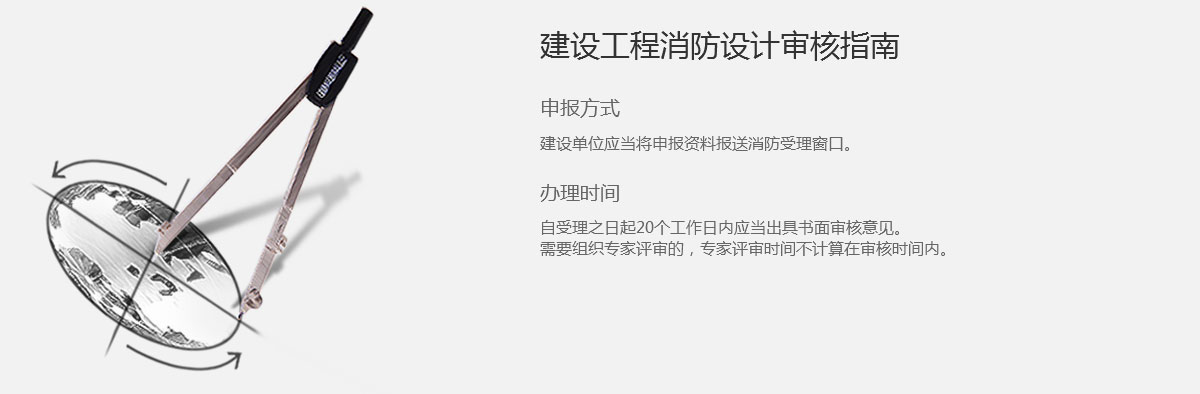 建设工程消防设计审核指南
申报方式
建设单位应当将申报资料报送消防受理窗口。
办理时间
自受理之日起20个工作日内应当出具书面审核意见。
需要组织专家评审的，专家评审时间不计算在审核时间内。